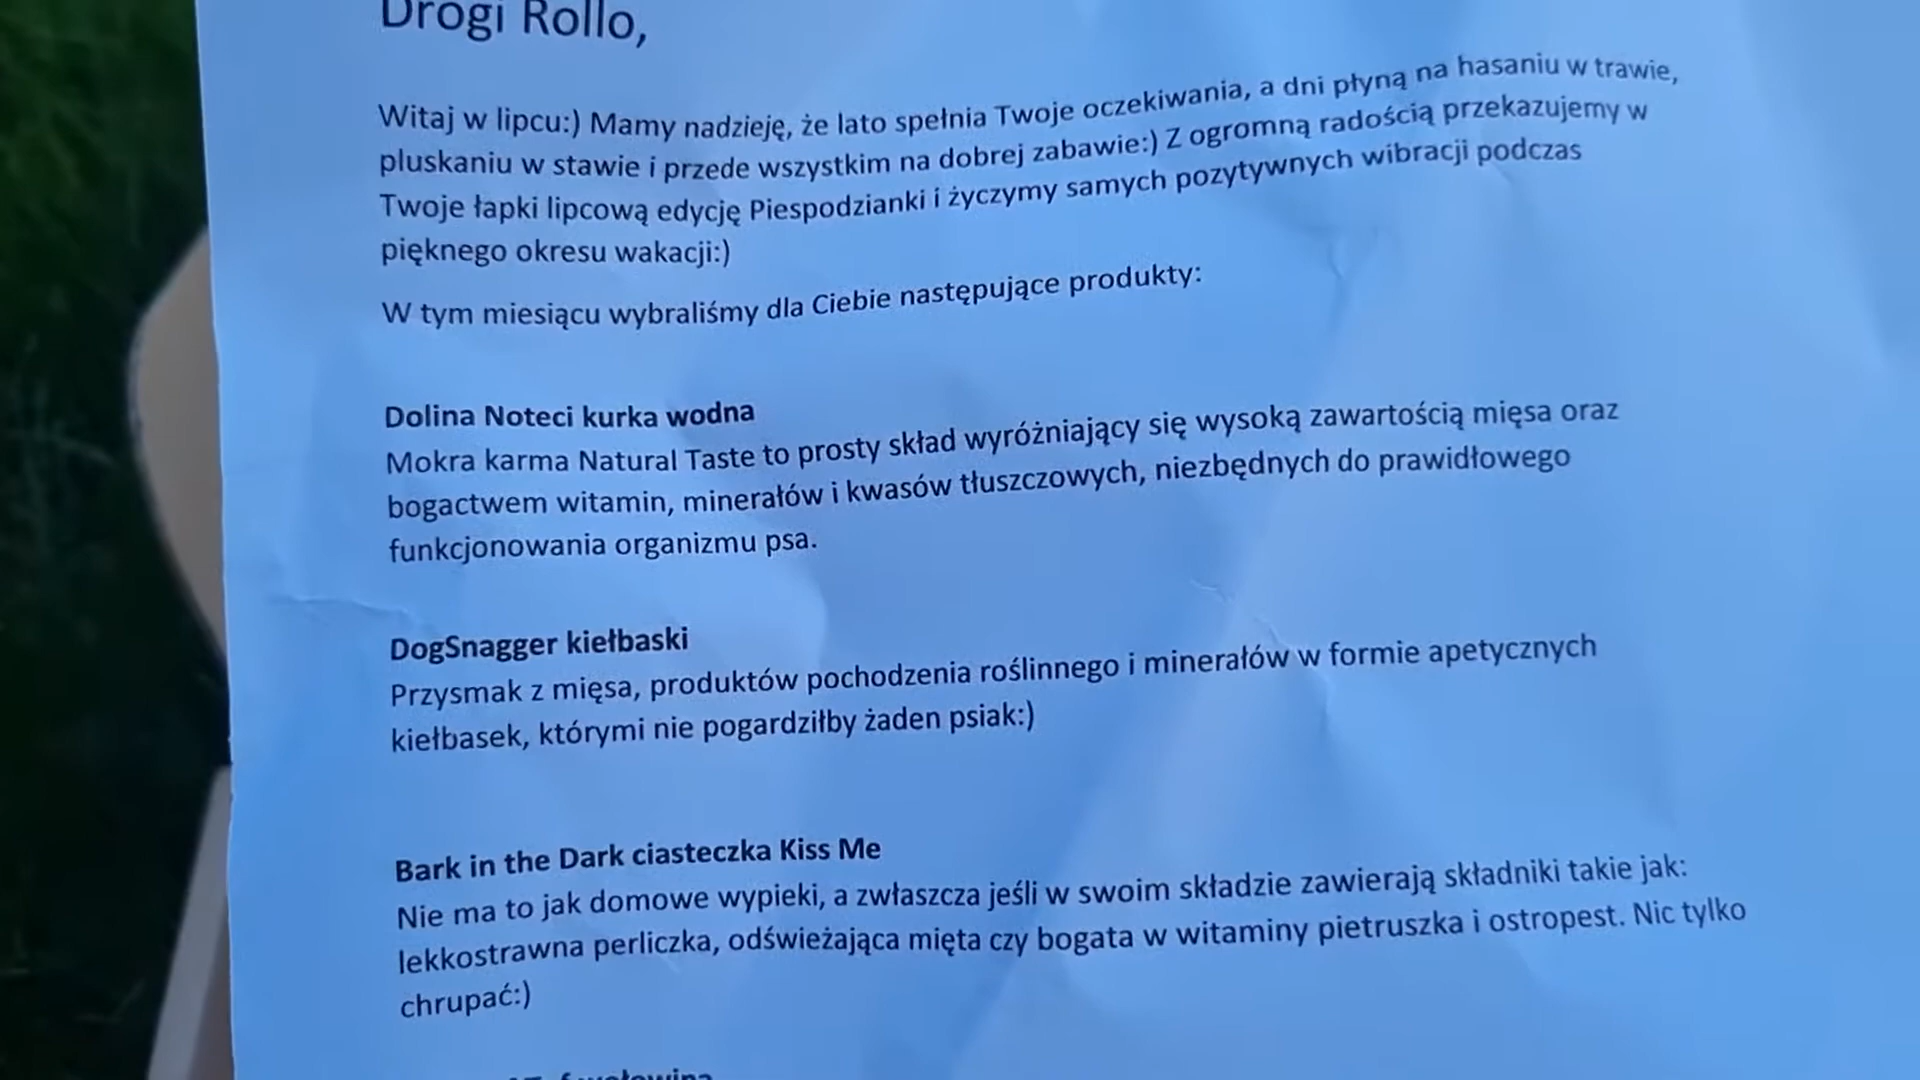 Drogi Rollo,
Witaj w lipcu:) Mamy nadzieję, że lato spełnia Twoje oczekiwania, a dni płyną na hasaniu w trawie,
pluskaniu w stawie i przede wszystkim na dobrej zabawie:) Z ogromną radością przekazujemy w
Twoje łapki lipcową edycję Piespodzianki i życzymy samych pozytywnych wibracji podczas
pięknego okresu wakacji:)
W tym miesiącu wybraliśmy dla Ciebie następujące produkty:
Dolina Noteci kurka wodna
Mokra karma Natural Taste to prosty skład wyróżniający się wysoką zawartością mięsa oraz
bogactwem witamin, minerałów i kwasów tłuszczowych, niezbędnych do prawidłowego
funkcjonowania organizmu psa.
DogSnagger kiełbaski
Przysmak z mięsa, produktów pochodzenia roślinnego i minerałów w formie apetycznych
kiełbasek, którymi nie pogardziłby żaden psiak:)
Bark in the Dark ciasteczka Kiss Me
Nie ma to jak domowe wypieki, a zwłaszcza jeśli w swoim składzie zawierają składniki takie jak:
lekkostrawna perliczka, odświeżająca mięta czy bogata w witaminy pietruszka i ostropest. Nic tylko
chrupać:)